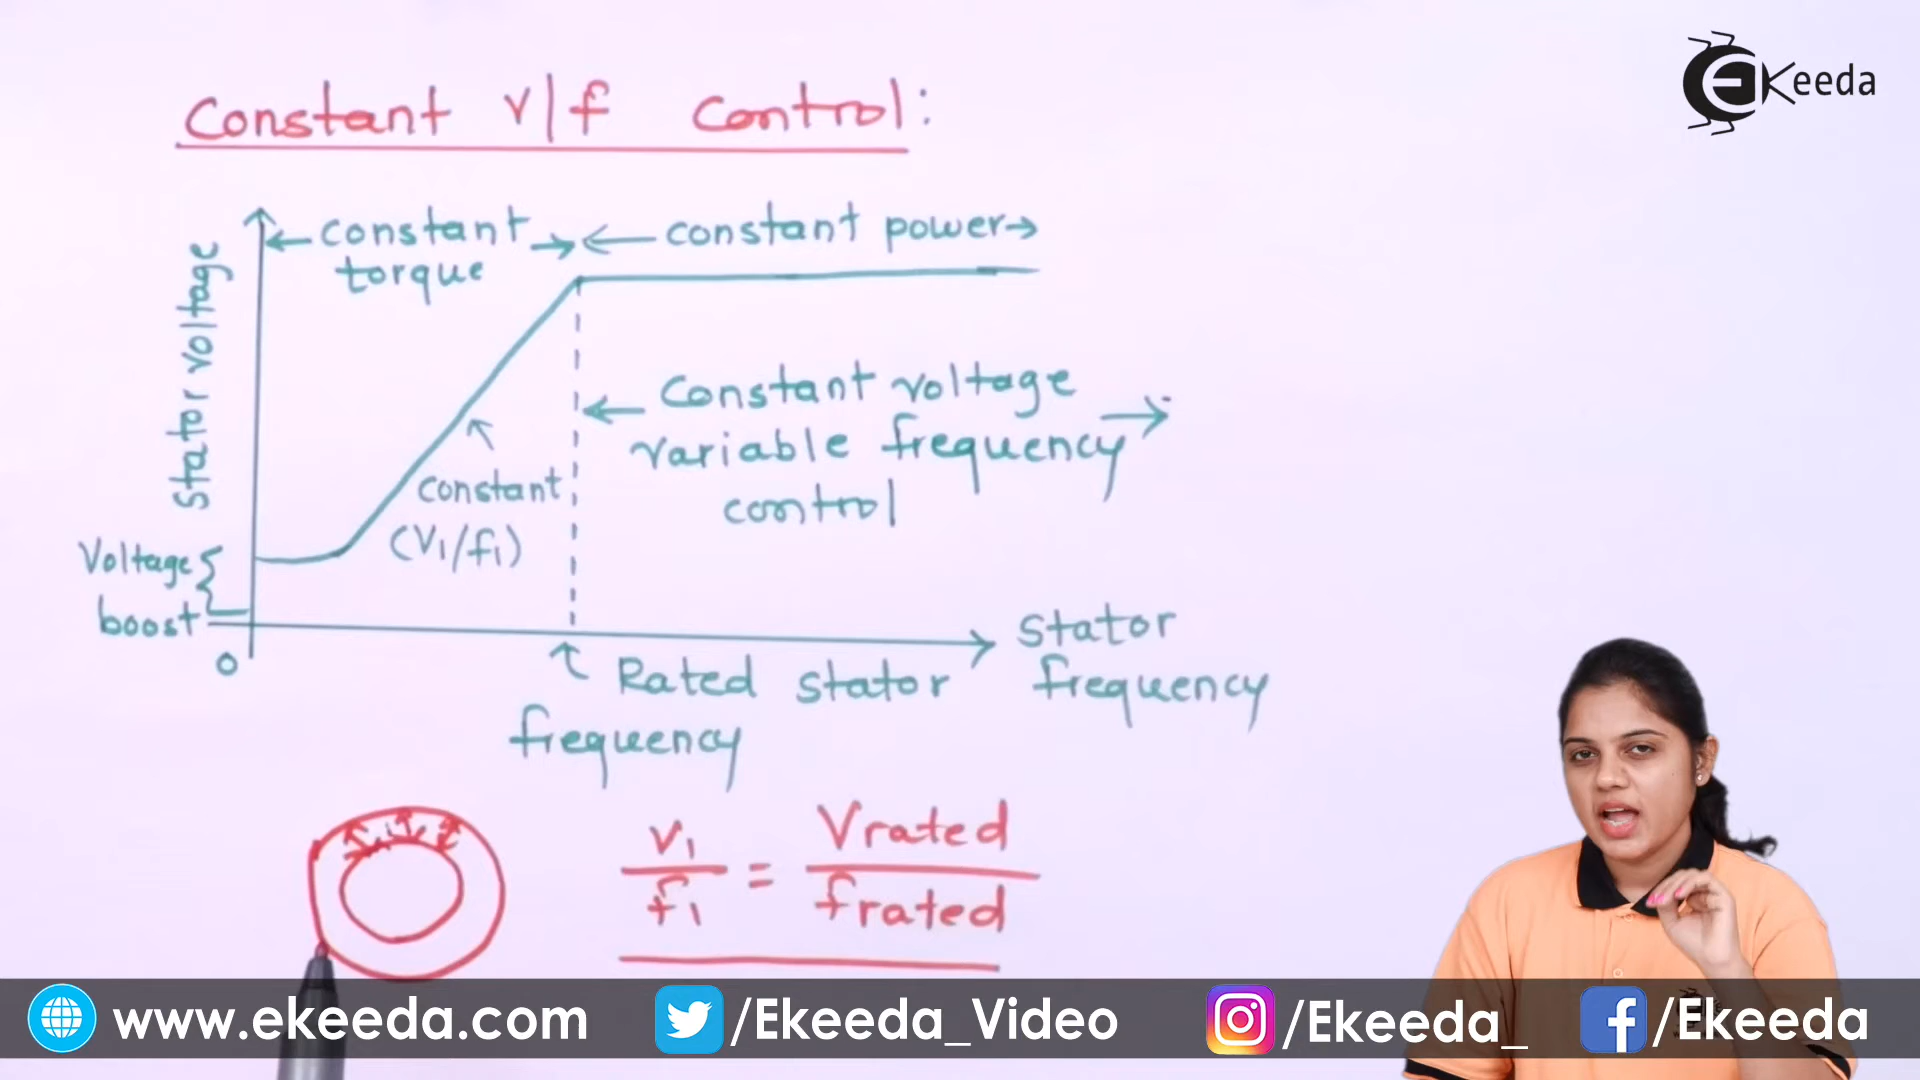 Constant v/f control:
EKeeda
← constant →
torque
← constant power →
Stator voltage
← Constant voltage →
variable frequency
control
constant
(V1/f1)
Voltage
boost
0
Stator
frequency
Rated stator
frequency
V1/f1 = Vrated/frated
www.ekeeda.com
/Ekeeda_Video
/Ekeeda_
/Ekeeda